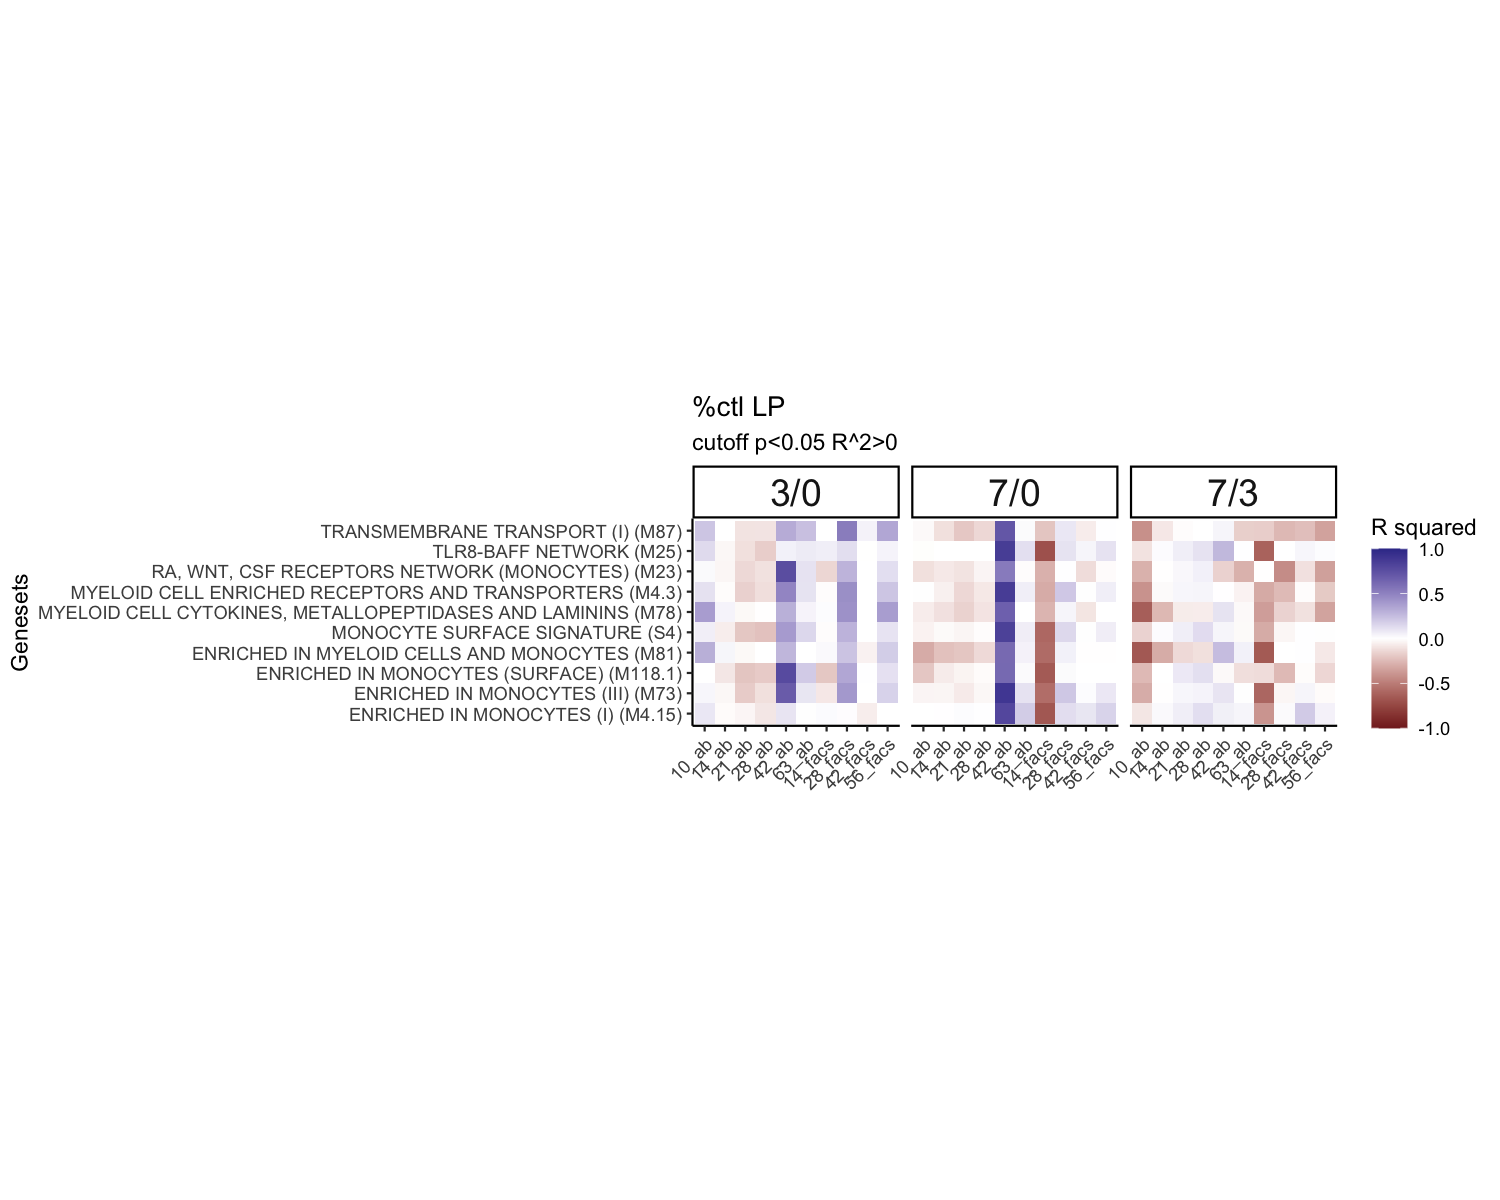 %ctl LP
cutoff p<0.05 R^2>0
3/0 7/0 7/3
Genesets
TRANSMEMBRANE TRANSPORT (I) (M87)
TLR8-BAFF NETWORK (M25)
RA, WNT, CSF RECEPTORS NETWORK (MONOCYTES) (M23)
MYELOID CELL ENRICHED RECEPTORS AND TRANSPORTERS (M4.3)
MYELOID CELL CYTOKINES, METALLOPEPTIDASES AND LAMININS (M78)
MONOCYTE SURFACE SIGNATURE (S4)
ENRICHED IN MYELOID CELLS AND MONOCYTES (M81)
ENRICHED IN MONOCYTES (SURFACE) (M118.1)
ENRICHED IN MONOCYTES (III) (M73)
ENRICHED IN MONOCYTES (I) (M4.15)
10_ab 14_ab 21_ab 28_ab 42_ab 63_ab 14_facs 28_facs 42_facs 56_facs
10_ab 14_ab 21_ab 28_ab 42_ab 63_ab 14_facs 28_facs 42_facs 56_facs
10_ab 14_ab 21_ab 28_ab 42_ab 63_ab 14_facs 28_facs 42_facs 56_facs
R squared
1.0
0.5
0.0
-0.5
-1.0